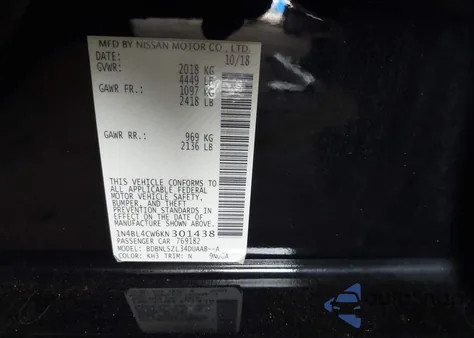 MFD BY NISSAN MOTOR CO., LTD.
DATE: 10/18
GVWR: 2018 KG
4449 LB
GAWR FR.: 1097 KG
2418 LB
GAWR RR.: 969 KG
2136 LB
THIS VEHICLE CONFORMS TO
ALL APPLICABLE FEDERAL
MOTOR VEHICLE SAFETY,
BUMPER, AND THEFT
PREVENTION STANDARDS IN
EFFECT ON THE DATE OF
MANUFACTURE SHOWN ABOVE.
1N4BL4CW6KN301438
PASSENGER CAR 769182
MODEL: BDBNLSZL34DUAAB--A
COLOR: KH3 TRIM: N